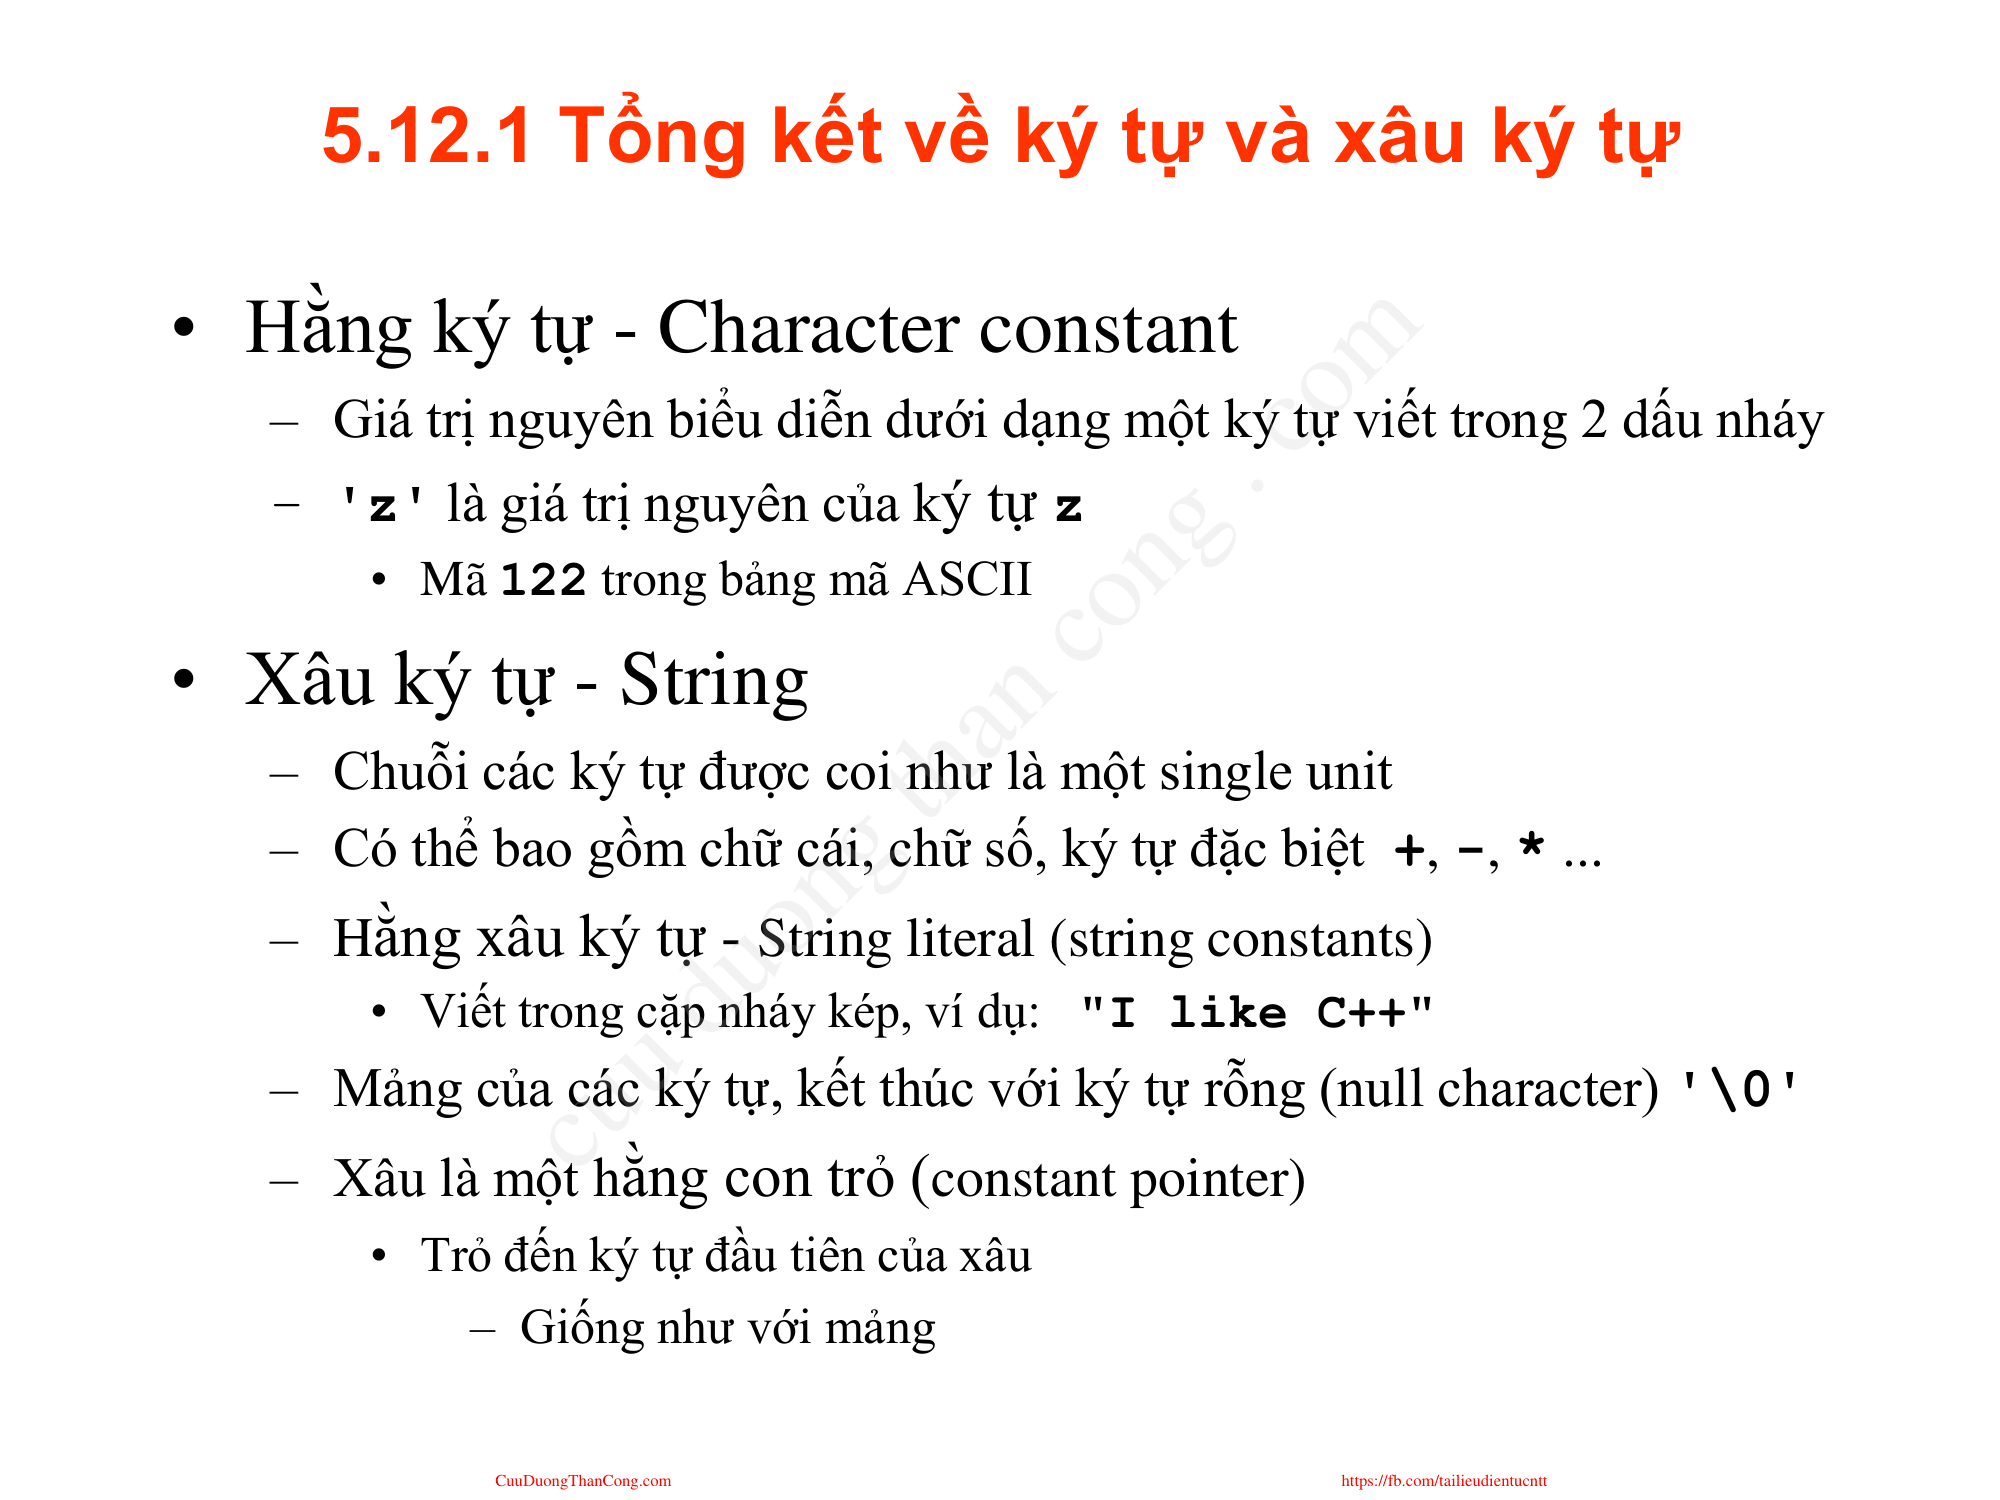 5.12.1 Tổng kết về ký tự và xâu ký tự
• Hằng ký tự - Character constant
– Giá trị nguyên biểu diễn dưới dạng một ký tự viết trong 2 dấu nháy
– 'z' là giá trị nguyên của ký tự z
• Mã 122 trong bảng mã ASCII
• Xâu ký tự - String
– Chuỗi các ký tự được coi như là một single unit
– Có thể bao gồm chữ cái, chữ số, ký tự đặc biệt +, -, * ...
– Hằng xâu ký tự - String literal (string constants)
• Viết trong cặp nháy kép, ví dụ: "I like C++"
– Mảng của các ký tự, kết thúc với ký tự rỗng (null character) '\0'
– Xâu là một hằng con trỏ (constant pointer)
• Trỏ đến ký tự đầu tiên của xâu
– Giống như với mảng
cuu duong than cong . com
CuuDuongThanCong.com
https://fb.com/tailieudientucntt